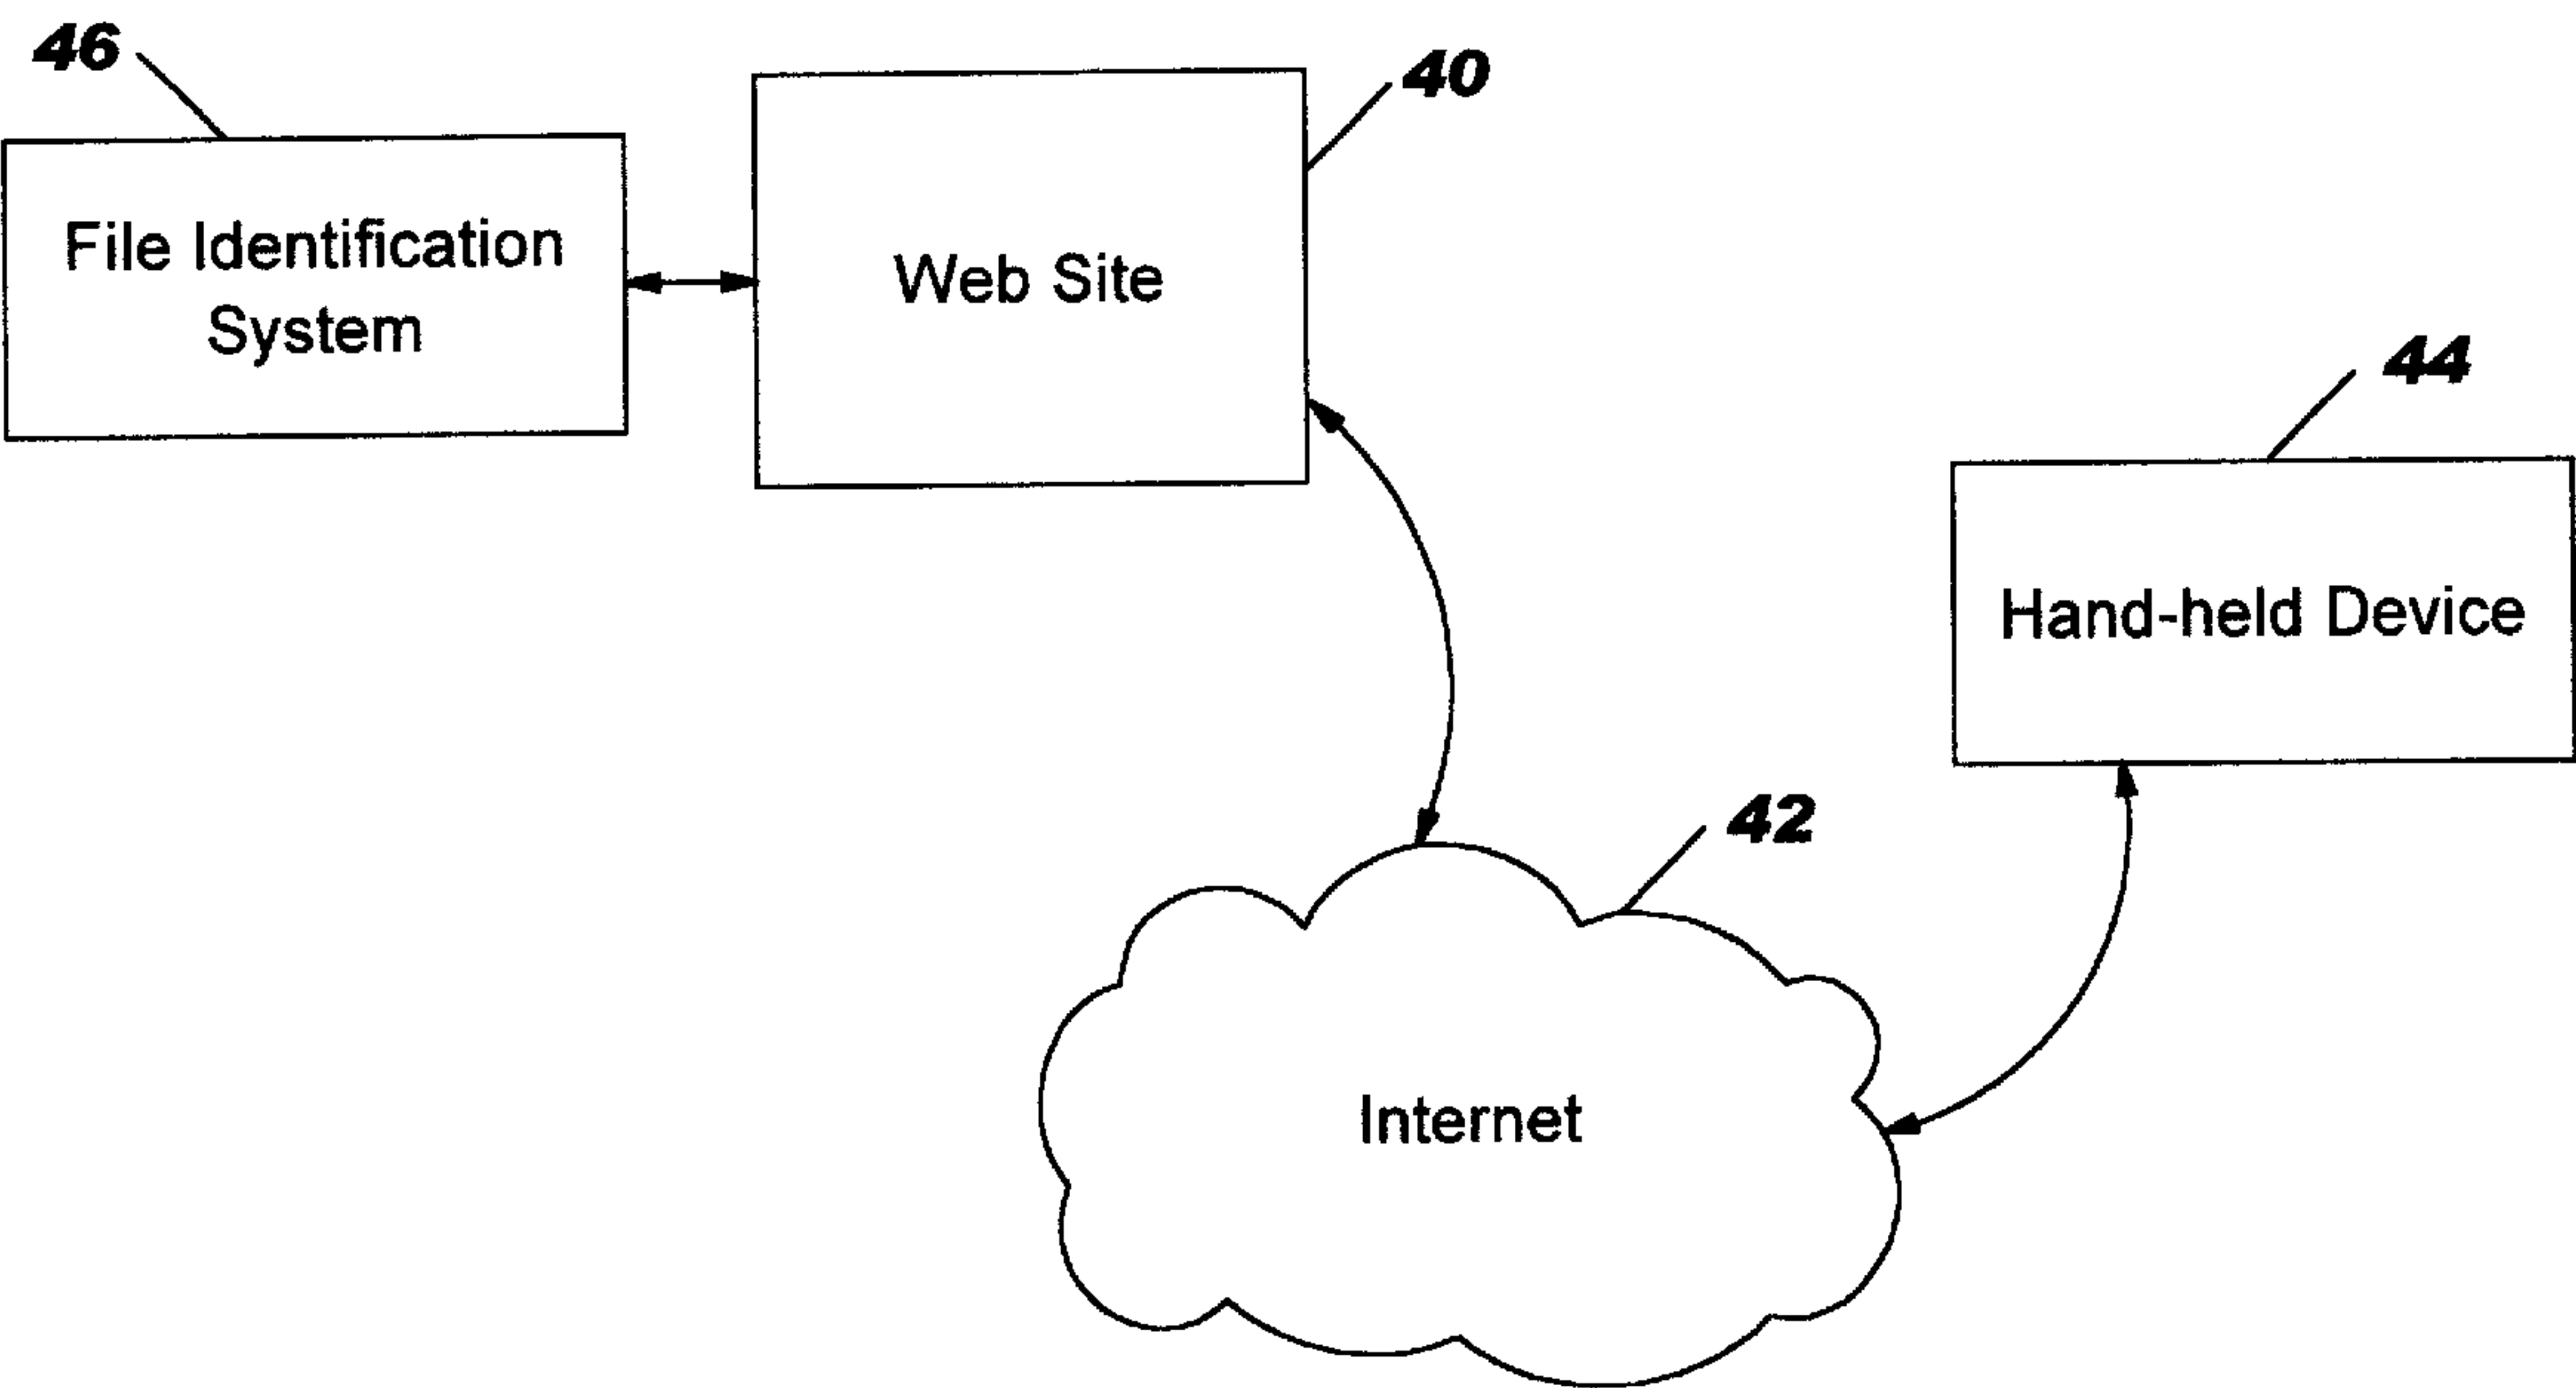 46
40
File Identification
System
Web Site
44
Hand-held Device
42
Internet